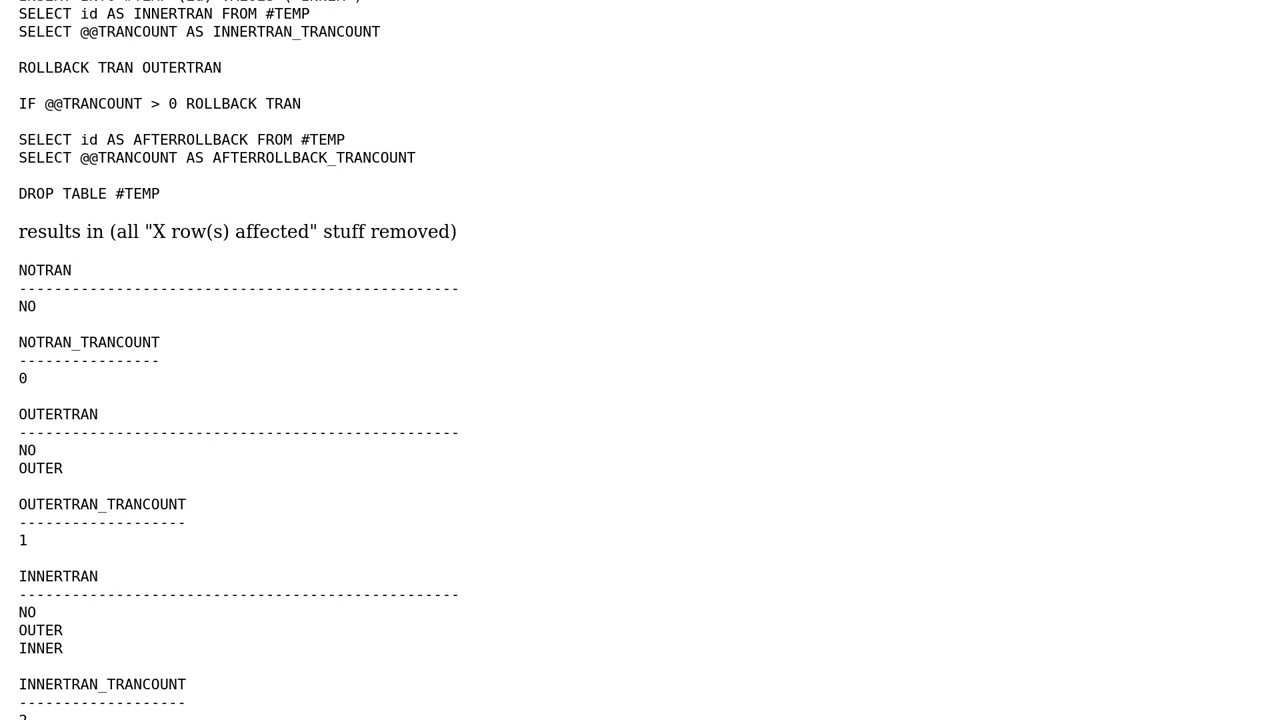 SELECT id AS INNERTRAN FROM #TEMP
SELECT @@TRANCOUNT AS INNERTRAN_TRANCOUNT
ROLLBACK TRAN OUTERTRAN
IF @@TRANCOUNT > 0 ROLLBACK TRAN
SELECT id AS AFTERROLLBACK FROM #TEMP
SELECT @@TRANCOUNT AS AFTERROLLBACK_TRANCOUNT
DROP TABLE #TEMP
results in (all "X row(s) affected" stuff removed)
NOTRAN
--------------------------------------------------
NO
NOTRAN_TRANCOUNT
----------------
0
OUTERTRAN
--------------------------------------------------
NO
OUTER
OUTERTRAN_TRANCOUNT
-------------------
1
INNERTRAN
--------------------------------------------------
NO
OUTER
INNER
INNERTRAN_TRANCOUNT
-------------------